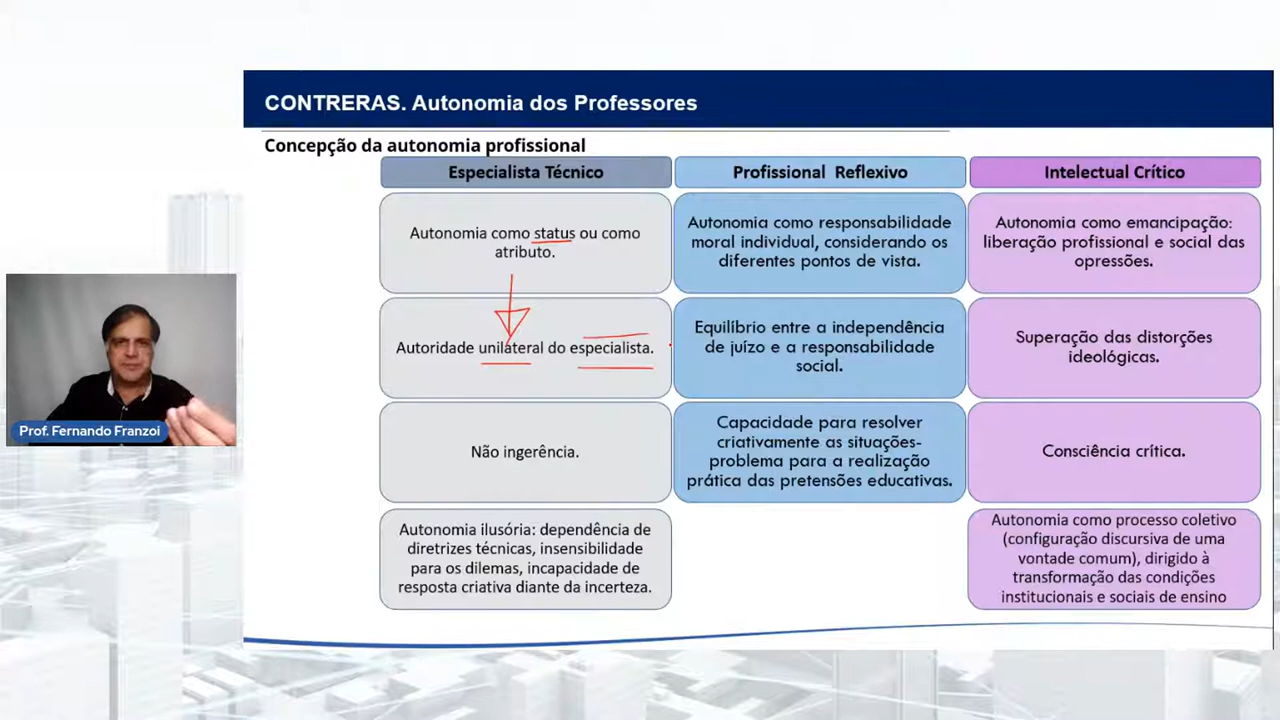 CONTRERAS. Autonomia dos Professores
Concepção da autonomia profissional
Especialista Técnico
Autonomia como status ou como
atributo.
Autoridade unilateral do especialista.
Não ingerência.
Autonomia ilusória: dependência de
diretrizes técnicas, insensibilidade
para os dilemas, incapacidade de
resposta criativa diante da incerteza.
Profissional Reflexivo
Autonomia como responsabilidade
moral individual, considerando os
diferentes pontos de vista.
Equilíbrio entre a independência
de juízo e a responsabilidade
social.
Capacidade para resolver
criativamente as situações-
problema para a realização
prática das pretensões educativas.
Intelectual Crítico
Autonomia como emancipação:
liberação profissional e social das
opressões.
Superação das distorções
ideológicas.
Consciência crítica.
Autonomia como processo coletivo
(configuração discursiva de uma
vontade comum), dirigido à
transformação das condições
institucionais e sociais de ensino
Prof. Fernando Franzoi